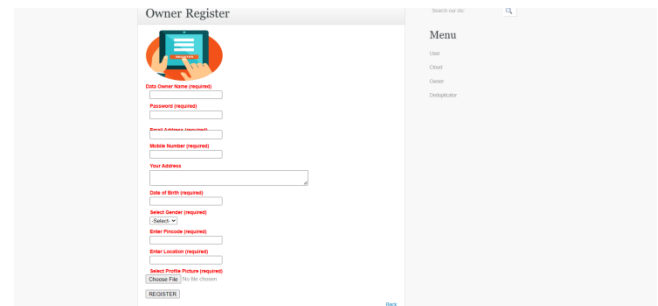 Owner Register
REGISTER
Data Owner Name (required)
Password (required)
Email Address (required)
Mobile Number (required)
Your Address
Date of Birth (required)
Select Gender (required)
-Select-
Enter Pincode (required)
Enter Location (required)
Select Profile Picture (required)
Choose File No file chosen
REGISTER
Back
Search our site:
Menu
User
Cloud
Owner
Deduplicator